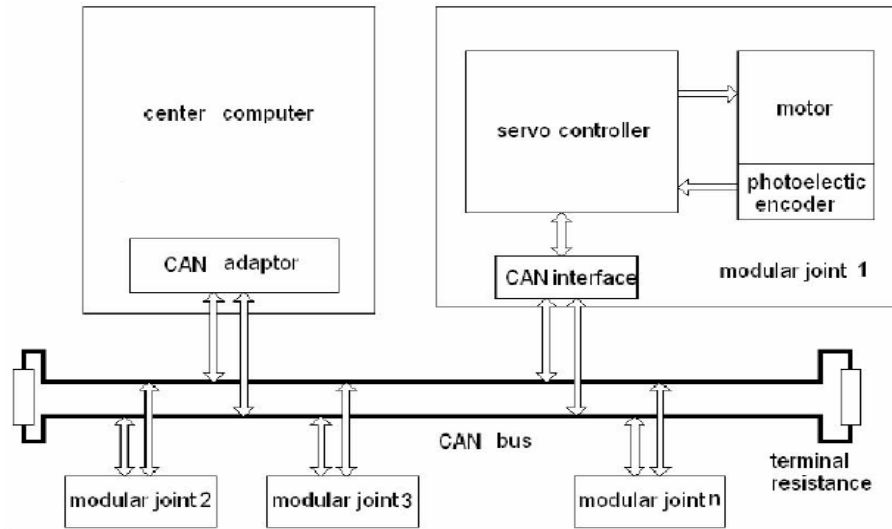 center computer
CAN adaptor
servo controller
motor
photoelectic
encoder
CAN interface
modular joint 1
CAN bus
terminal
resistance
modular joint 2
modular joint 3
modular joint n